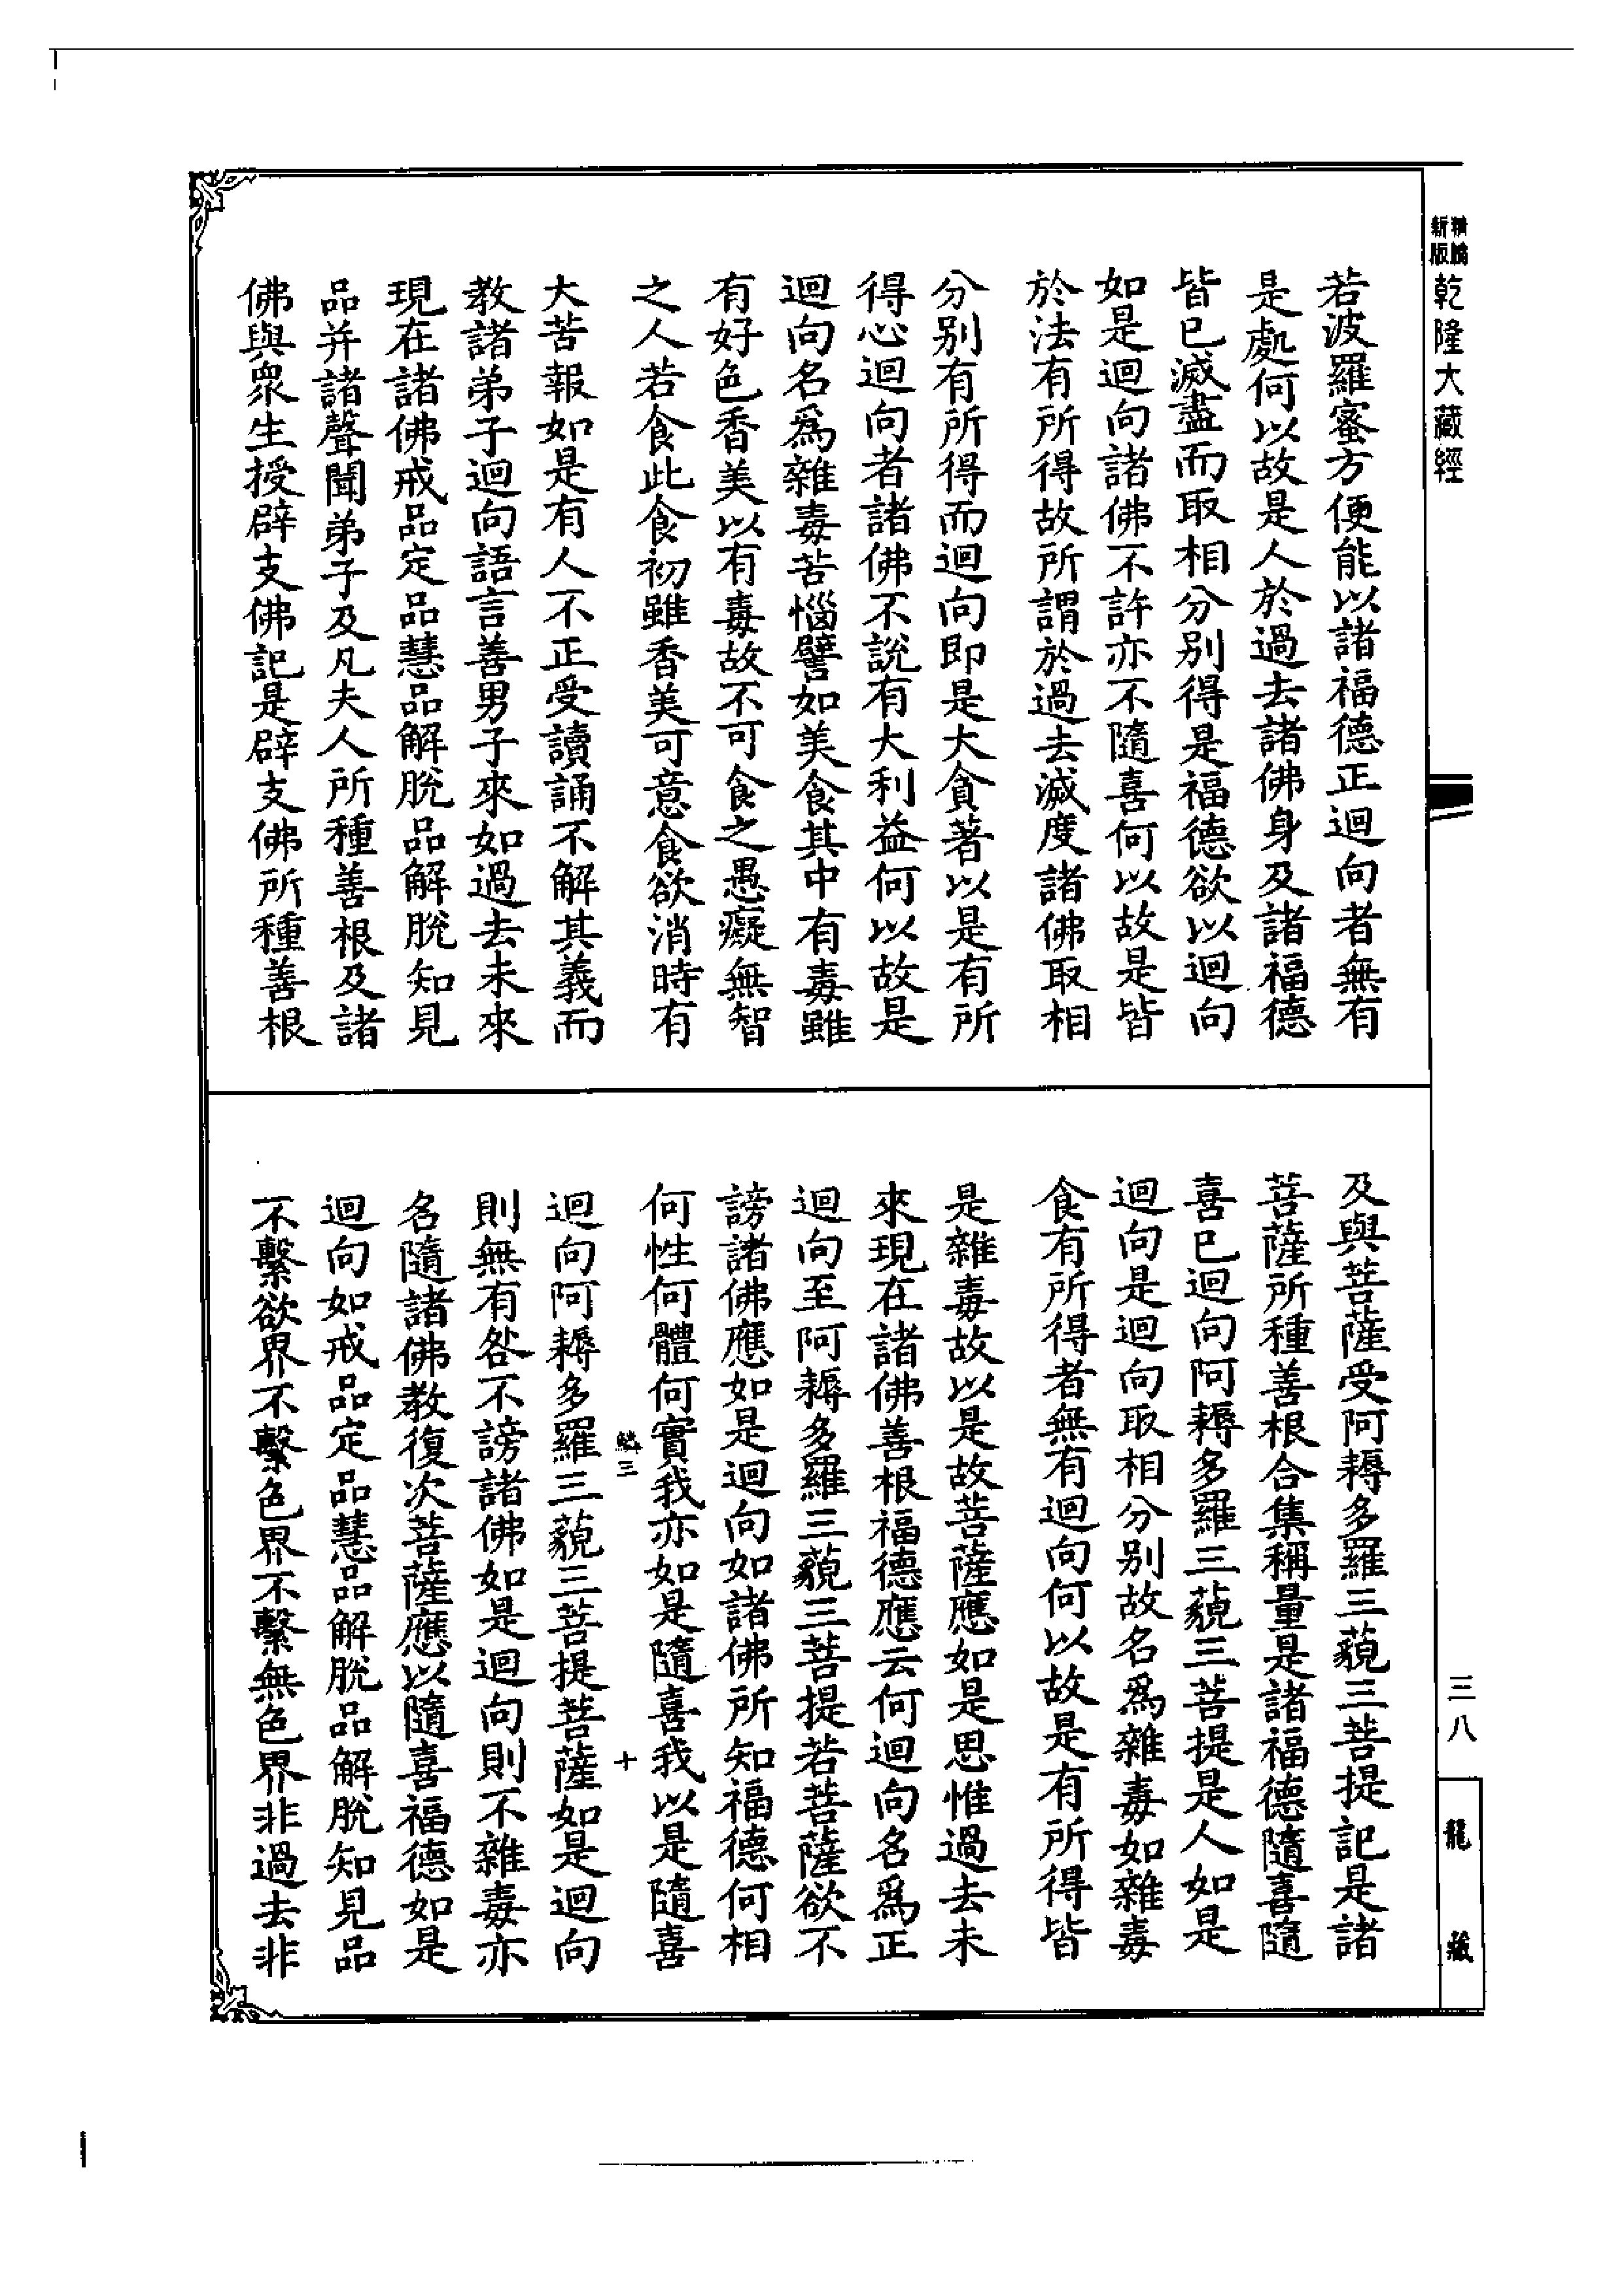 精騰
新版
乾隆大藏經
若波羅蜜方便能以諸福德正迴向者無有
是處何以故是人於過去諸佛身及諸福德
皆已滅盡而取相分别得是福德欲以迴向
如是迴向諸佛不許亦不隨喜何以故是皆
於法有所得故所謂於過去滅度諸佛取相
分别有所得而迴向即是大貪著以是有所
得心迴向者諸佛不說有大利益何以故是
迴向名爲雜毒苦惱譬如美食其中有毒雖
有好色香美以有毒故不可食之愚癡無智
之人若食此食初雖香美可意食欲消時有
大苦報如是有人不正受讀誦不解其義而
教諸弟子迴向語言善男子來如過去未來
現在諸佛戒品定品慧品解脫品解脫知見
品并諸聲聞弟子及凡夫人所種善根及諸
佛與眾生授辟支佛記是辟支佛所種善根
及與菩薩受阿耨多羅三藐三菩提記是諸
菩薩所種善根合集稱量是諸福德隨喜隨
喜已迴向阿耨多羅三藐三菩提是人如是
迴向是迴向取相分别故名爲雜毒如雜毒
食有所得者無有迴向何以故是有所得皆
是雜毒故以是故菩薩應如是思惟過去未
來現在諸佛善根福德應云何迴向名爲正
迴向至阿耨多羅三藐三菩提若菩薩欲不
謗諸佛應如是迴向如諸佛所知福德何相
何性何體何實我亦如是隨喜我以是隨喜
三 十
迴向阿耨多羅三藐三菩提菩薩如是迴向
則無有咎不謗諸佛如是迴向則不雜毒亦
名隨諸佛教復次菩薩應以隨喜福德如是
迴向如戒品定品慧品解脫品解脫知見品
不繫欲界不繫色界不繫無色界非過去非
三八
龍藏